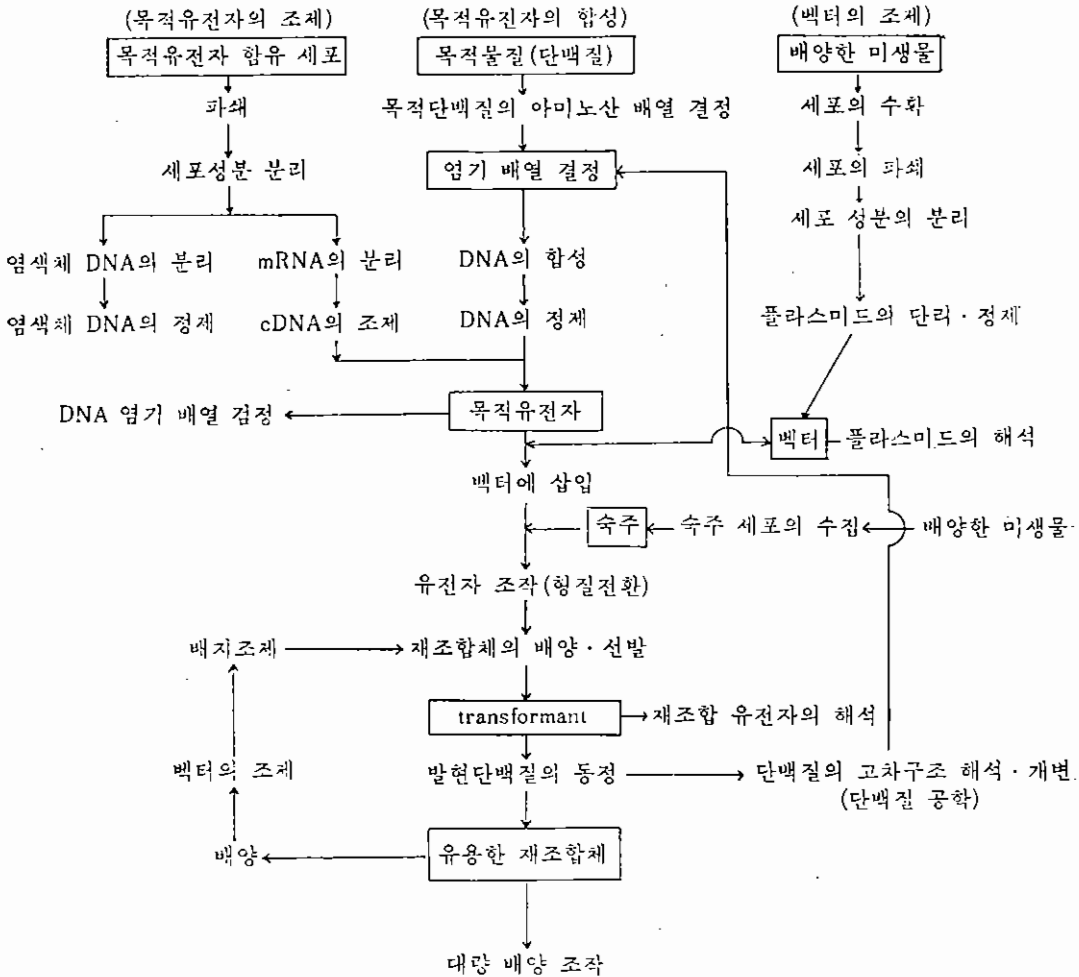 (목적유전자의 조제)
(목적유전자의 합성)
(벡터의 조제)
목적유전자 함유 세포
목적물질(단백질)
배양한 미생물
파쇄
목적단백질의 아미노산 배열 결정
세포의 수확
세포성분 분리
염기 배열 결정
세포의 파쇄
세포 성분의 분리
염색체 DNA의 분리
mRNA의 분리
DNA의 합성
염색체 DNA의 정제
cDNA의 조제
DNA의 정제
플라스미드의 단리·정제
DNA 염기 배열 검정
목적유전자
벡터
플라스미드의 해석
벡터에 삽입
숙주
숙주 세포의 수집
배양한 미생물
유전자 조작(형질전환)
배지조제
재조합체의 배양·선발
transformant
재조합 유전자의 해석
벡터의 조제
발현단백질의 동정
단백질의 고차구조 해석·개변
(단백질 공학)
배양
유용한 재조합체
대량 배양 조작